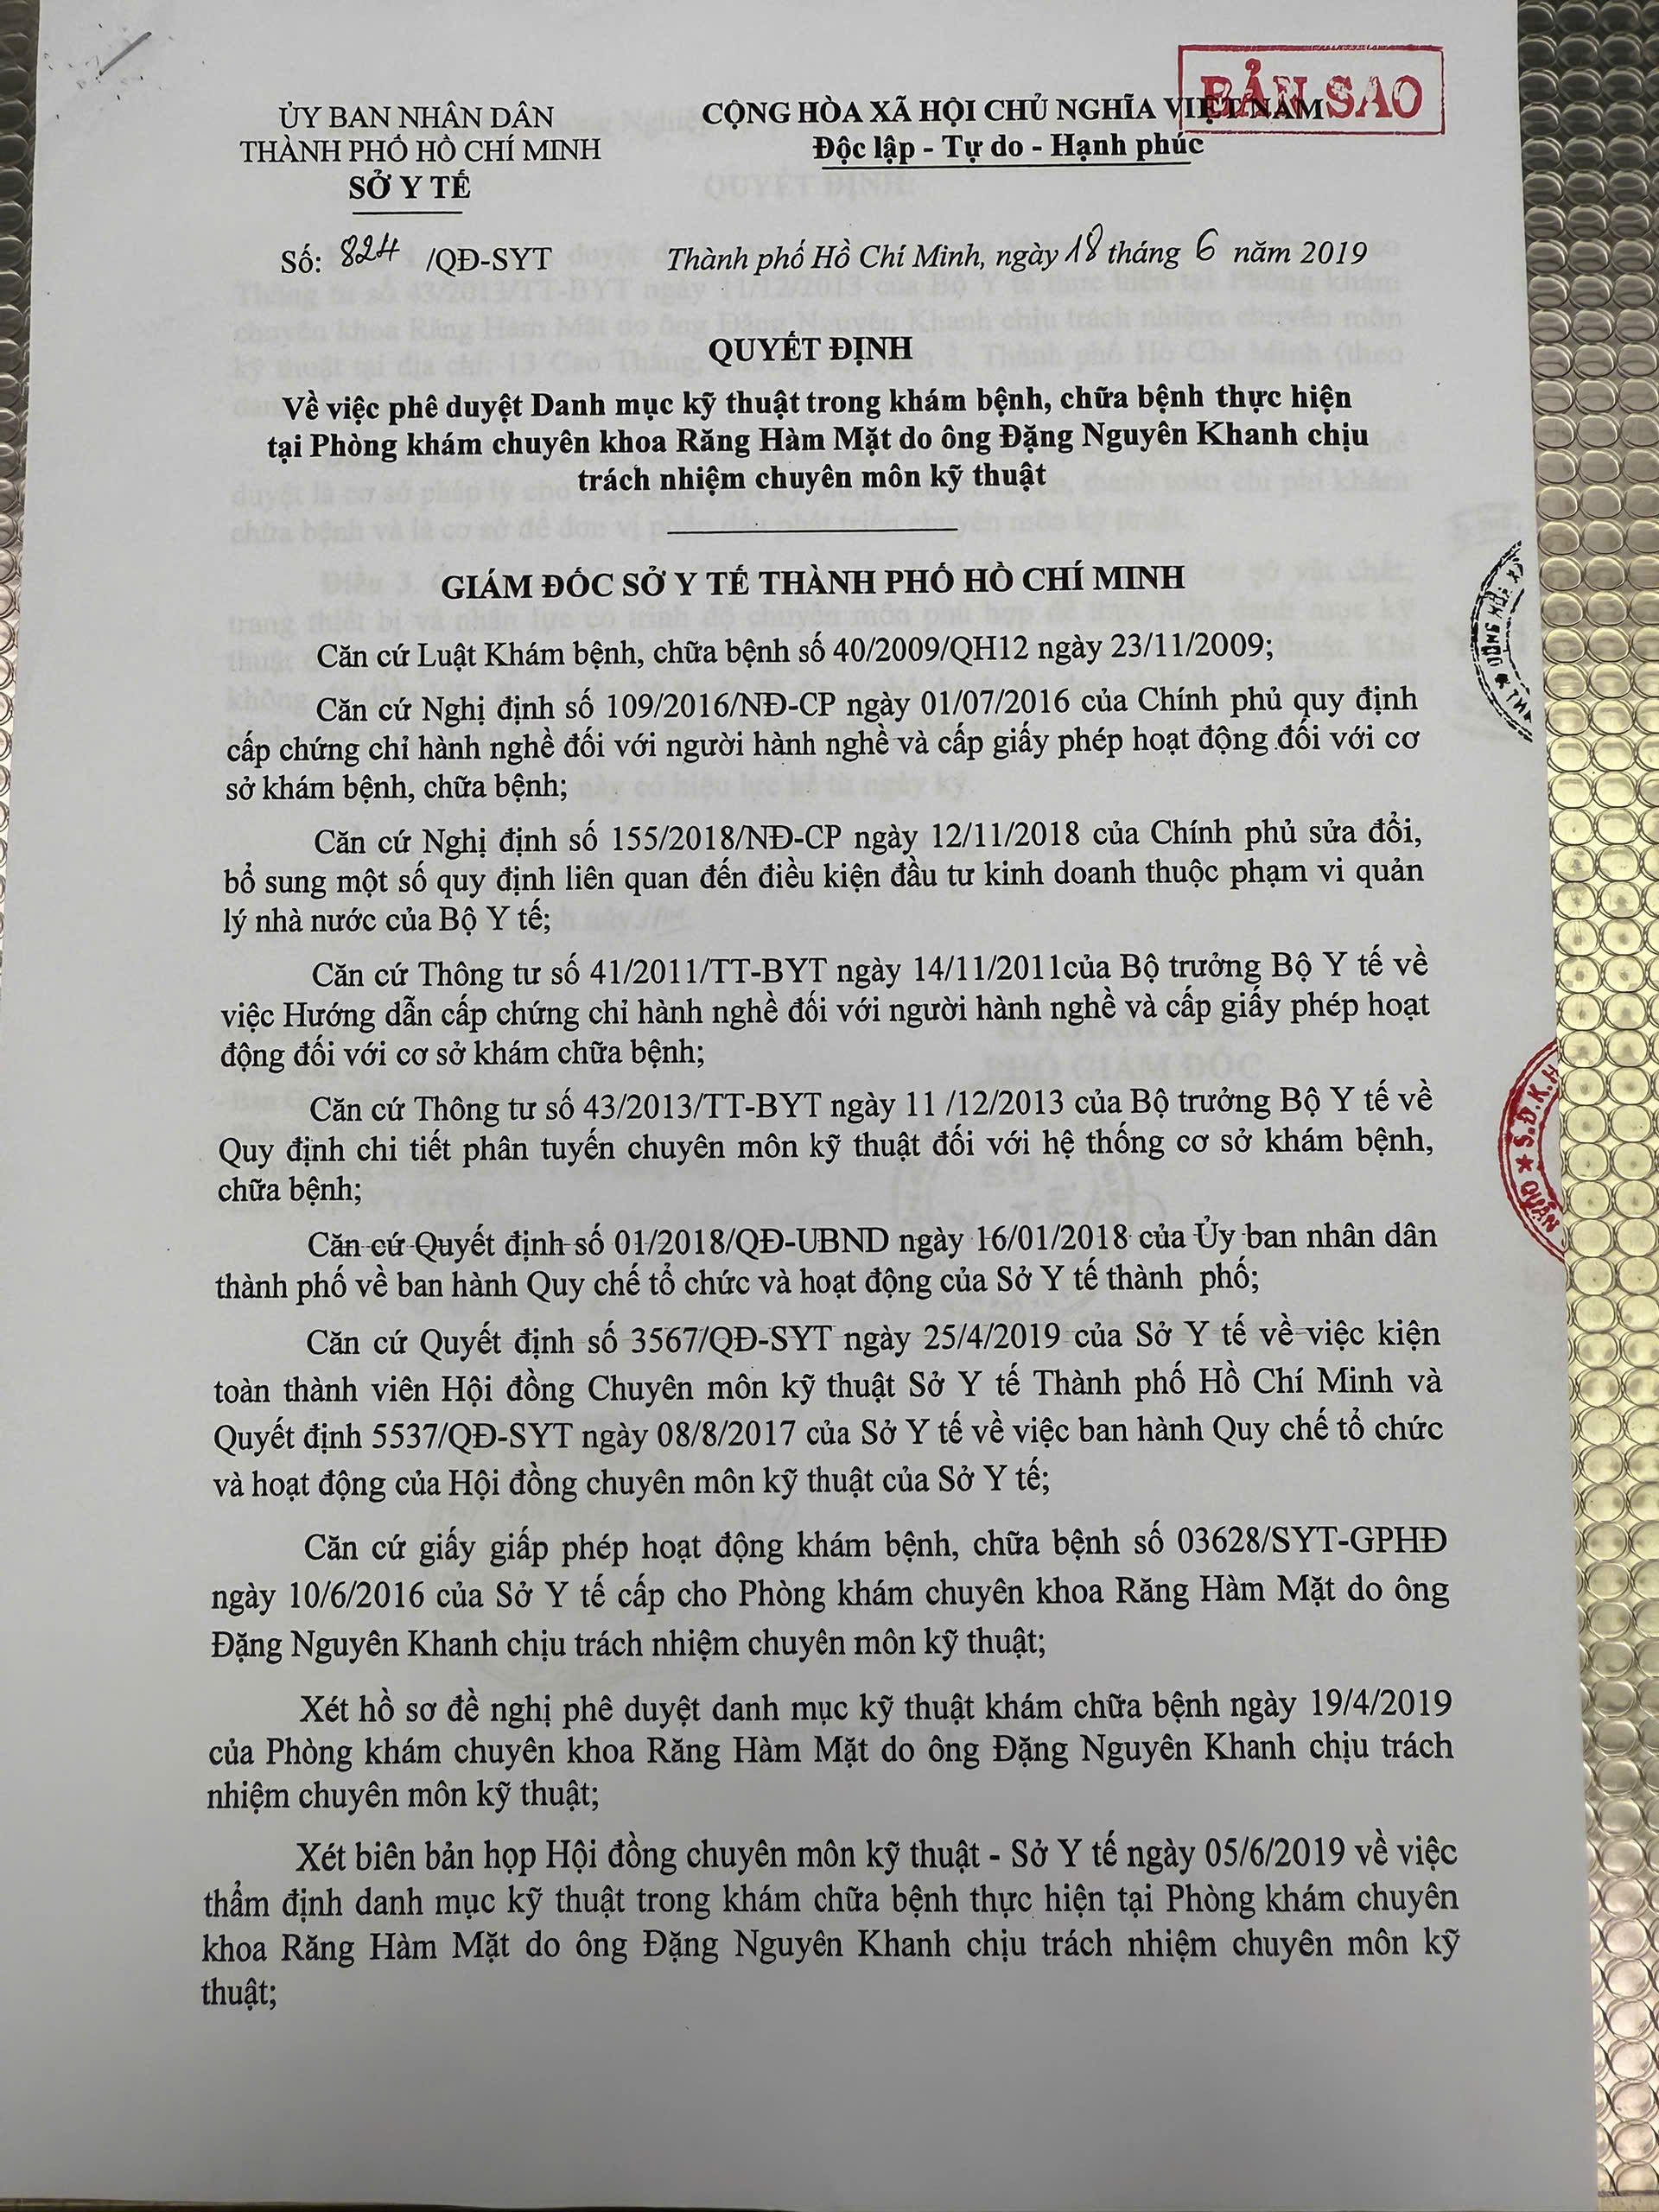 BẢN SAO
ỦY BAN NHÂN DÂN
THÀNH PHỐ HỒ CHÍ MINH
SỞ Y TẾ
CỘNG HÒA XÃ HỘI CHỦ NGHĨA VIỆT NAM
Độc lập - Tự do - Hạnh phúc
Số: 824 /QĐ-SYT
Thành phố Hồ Chí Minh, ngày 18 tháng 6 năm 2019
QUYẾT ĐỊNH
Về việc phê duyệt Danh mục kỹ thuật trong khám bệnh, chữa bệnh thực hiện
tại Phòng khám chuyên khoa Răng Hàm Mặt do ông Đặng Nguyên Khanh chịu
trách nhiệm chuyên môn kỹ thuật
GIÁM ĐỐC SỞ Y TẾ THÀNH PHỐ HỒ CHÍ MINH
Căn cứ Luật Khám bệnh, chữa bệnh số 40/2009/QH12 ngày 23/11/2009;
Căn cứ Nghị định số 109/2016/NĐ-CP ngày 01/07/2016 của Chính phủ quy định
cấp chứng chỉ hành nghề đối với người hành nghề và cấp giấy phép hoạt động đối với cơ
sở khám bệnh, chữa bệnh;
Căn cứ Nghị định số 155/2018/NĐ-CP ngày 12/11/2018 của Chính phủ sửa đổi,
bổ sung một số quy định liên quan đến điều kiện đầu tư kinh doanh thuộc phạm vi quản
lý nhà nước của Bộ Y tế;
Căn cứ Thông tư số 41/2011/TT-BYT ngày 14/11/2011của Bộ trưởng Bộ Y tế về
việc Hướng dẫn cấp chứng chỉ hành nghề đối với người hành nghề và cấp giấy phép hoạt
động đối với cơ sở khám chữa bệnh;
Căn cứ Thông tư số 43/2013/TT-BYT ngày 11 /12/2013 của Bộ trưởng Bộ Y tế về
Quy định chi tiết phân tuyến chuyên môn kỹ thuật đối với hệ thống cơ sở khám bệnh,
chữa bệnh;
Căn cứ Quyết định số 01/2018/QĐ-UBND ngày 16/01/2018 của Ủy ban nhân dân
thành phố về ban hành Quy chế tổ chức và hoạt động của Sở Y tế thành phố;
Căn cứ Quyết định số 3567/QĐ-SYT ngày 25/4/2019 của Sở Y tế về việc kiện
toàn thành viên Hội đồng Chuyên môn kỹ thuật Sở Y tế Thành phố Hồ Chí Minh và
Quyết định 5537/QĐ-SYT ngày 08/8/2017 của Sở Y tế về việc ban hành Quy chế tổ chức
và hoạt động của Hội đồng chuyên môn kỹ thuật của Sở Y tế;
Căn cứ giấy giấp phép hoạt động khám bệnh, chữa bệnh số 03628/SYT-GPHĐ
ngày 10/6/2016 của Sở Y tế cấp cho Phòng khám chuyên khoa Răng Hàm Mặt do ông
Đặng Nguyên Khanh chịu trách nhiệm chuyên môn kỹ thuật;
Xét hồ sơ đề nghị phê duyệt danh mục kỹ thuật khám chữa bệnh ngày 19/4/2019
của Phòng khám chuyên khoa Răng Hàm Mặt do ông Đặng Nguyên Khanh chịu trách
nhiệm chuyên môn kỹ thuật;
Xét biên bản họp Hội đồng chuyên môn kỹ thuật - Sở Y tế ngày 05/6/2019 về việc
thẩm định danh mục kỹ thuật trong khám chữa bệnh thực hiện tại Phòng khám chuyên
khoa Răng Hàm Mặt do ông Đặng Nguyên Khanh chịu trách nhiệm chuyên môn kỹ
thuật;
★ S.Đ.K.H
QUẬN